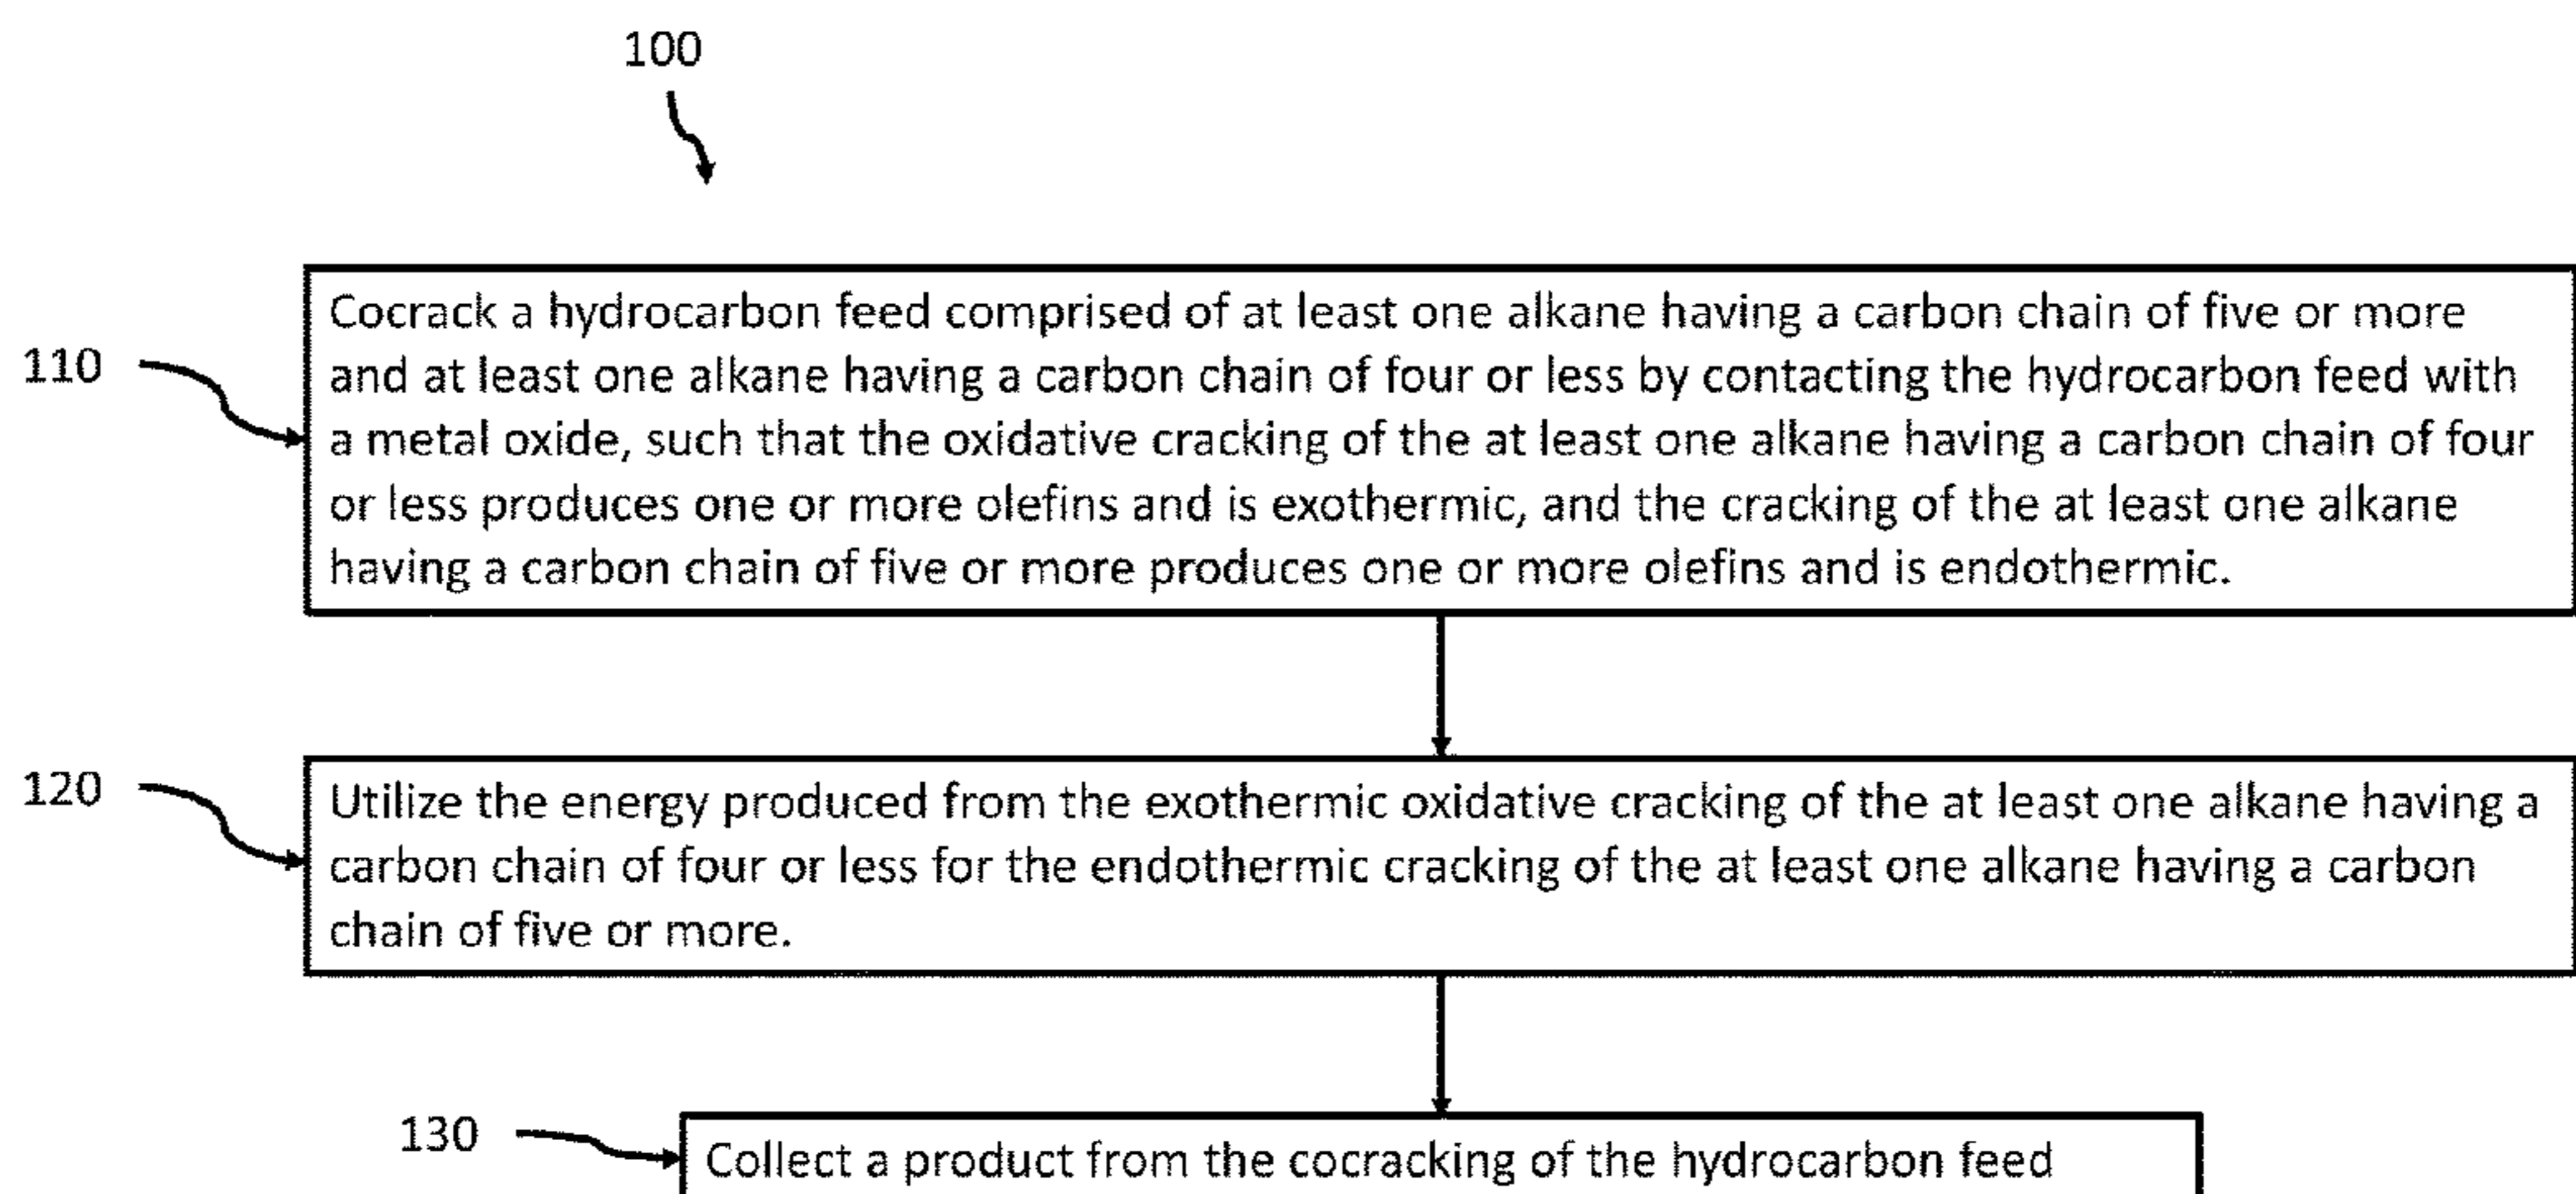 100
110
Cocrack a hydrocarbon feed comprised of at least one alkane having a carbon chain of five or more
and at least one alkane having a carbon chain of four or less by contacting the hydrocarbon feed with
a metal oxide, such that the oxidative cracking of the at least one alkane having a carbon chain of four
or less produces one or more olefins and is exothermic, and the cracking of the at least one alkane
having a carbon chain of five or more produces one or more olefins and is endothermic.
120
Utilize the energy produced from the exothermic oxidative cracking of the at least one alkane having a
carbon chain of four or less for the endothermic cracking of the at least one alkane having a carbon
chain of five or more.
130
Collect a product from the cocracking of the hydrocarbon feed